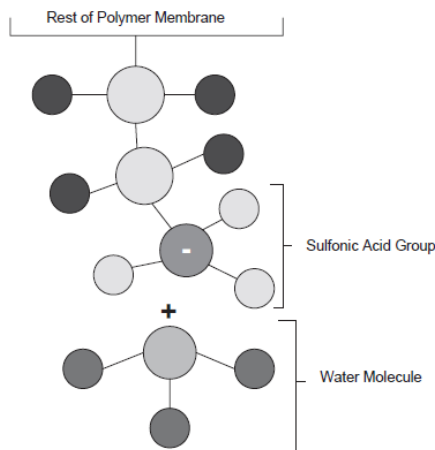 Rest of Polymer Membrane
-
Sulfonic Acid Group
+
Water Molecule